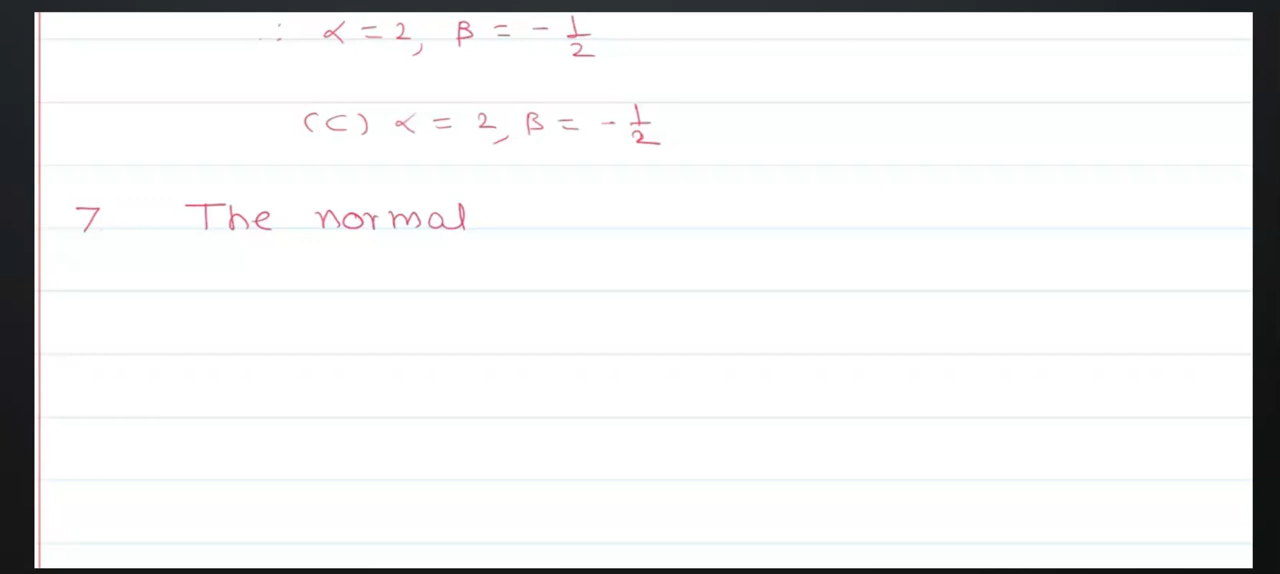 ∴ α = 2, β = - 1/2
(C) α = 2, β = - 1/2
7 The normal